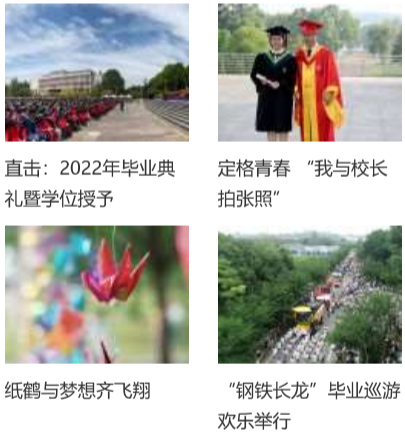 直击：2022年毕业典
礼暨学位授予
定格青春 “我与校长
拍张照”
纸鹤与梦想齐飞翔
“钢铁长龙”毕业巡游
欢乐举行